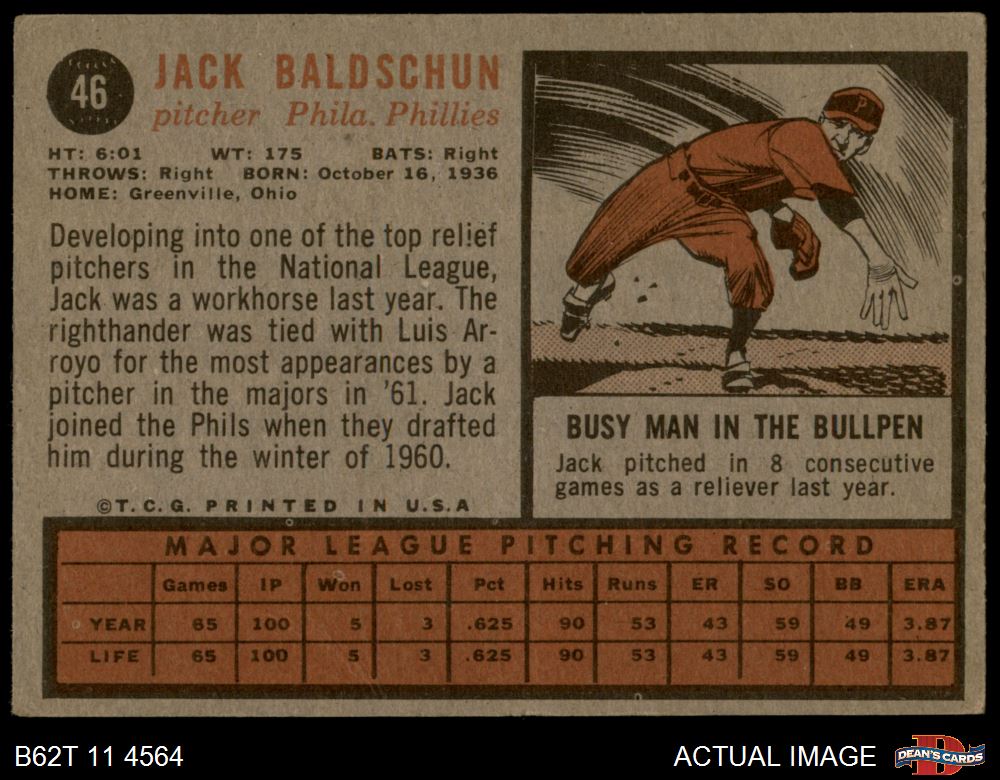 46
JACK BALDSCHUN
pitcher Phila. Phillies
HT: 6:01 WT: 175 BATS: Right
THROWS: Right BORN: October 16, 1936
HOME: Greenville, Ohio
Developing into one of the top relief
pitchers in the National League,
Jack was a workhorse last year. The
righthander was tied with Luis Ar-
royo for the most appearances by a
pitcher in the majors in '61. Jack
joined the Phils when they drafted
him during the winter of 1960.
©T.C.G. PRINTED IN U.S.A
P
BUSY MAN IN THE BULLPEN
Jack pitched in 8 consecutive
games as a reliever last year.
MAJOR LEAGUE PITCHING RECORD
Games IP Won Lost Pct Hits Runs ER SO BB ERA
YEAR 65 100 5 3 .625 90 53 43 59 49 3.87
LIFE 65 100 5 3 .625 90 53 43 59 49 3.87
B62T 11 4564
ACTUAL IMAGE
D
DEAN'S CARDS